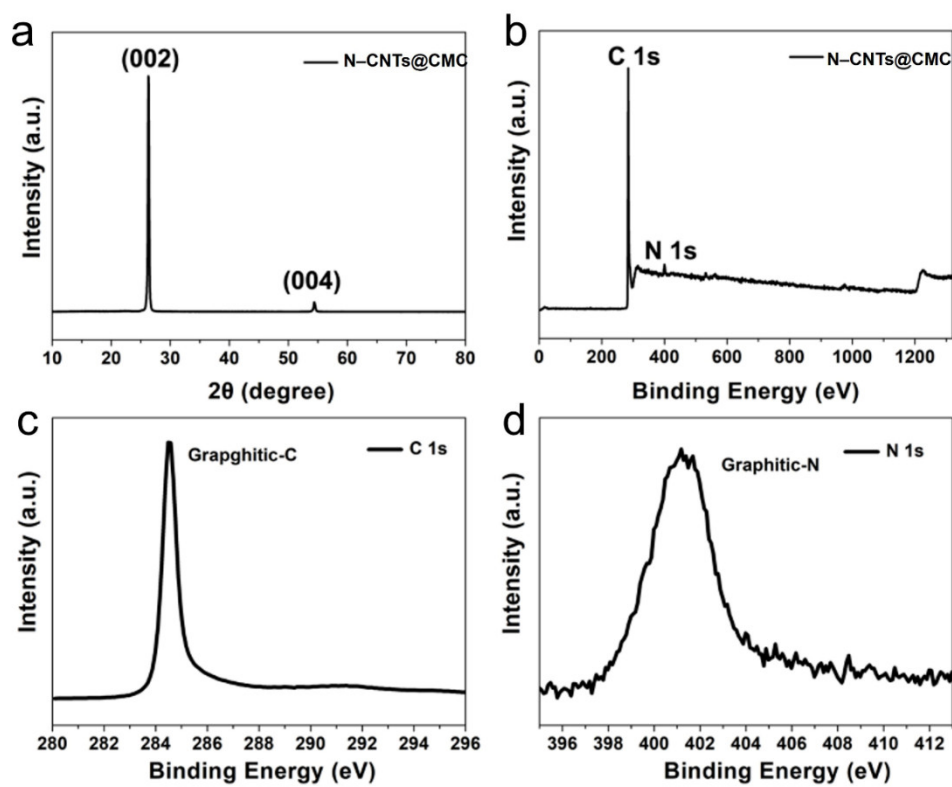 a
(002)
N–CNTs@CMC
(004)
Intensity (a.u.)
10 20 30 40 50 60 70 80
2θ (degree)
b
C 1s
N–CNTs@CMC
N 1s
Intensity (a.u.)
0 200 400 600 800 1000 1200
Binding Energy (eV)
c
Grapghitic-C
C 1s
Intensity (a.u.)
280 282 284 286 288 290 292 294 296
Binding Energy (eV)
d
Graphitic-N
N 1s
Intensity (a.u.)
396 398 400 402 404 406 408 410 412
Binding Energy (eV)